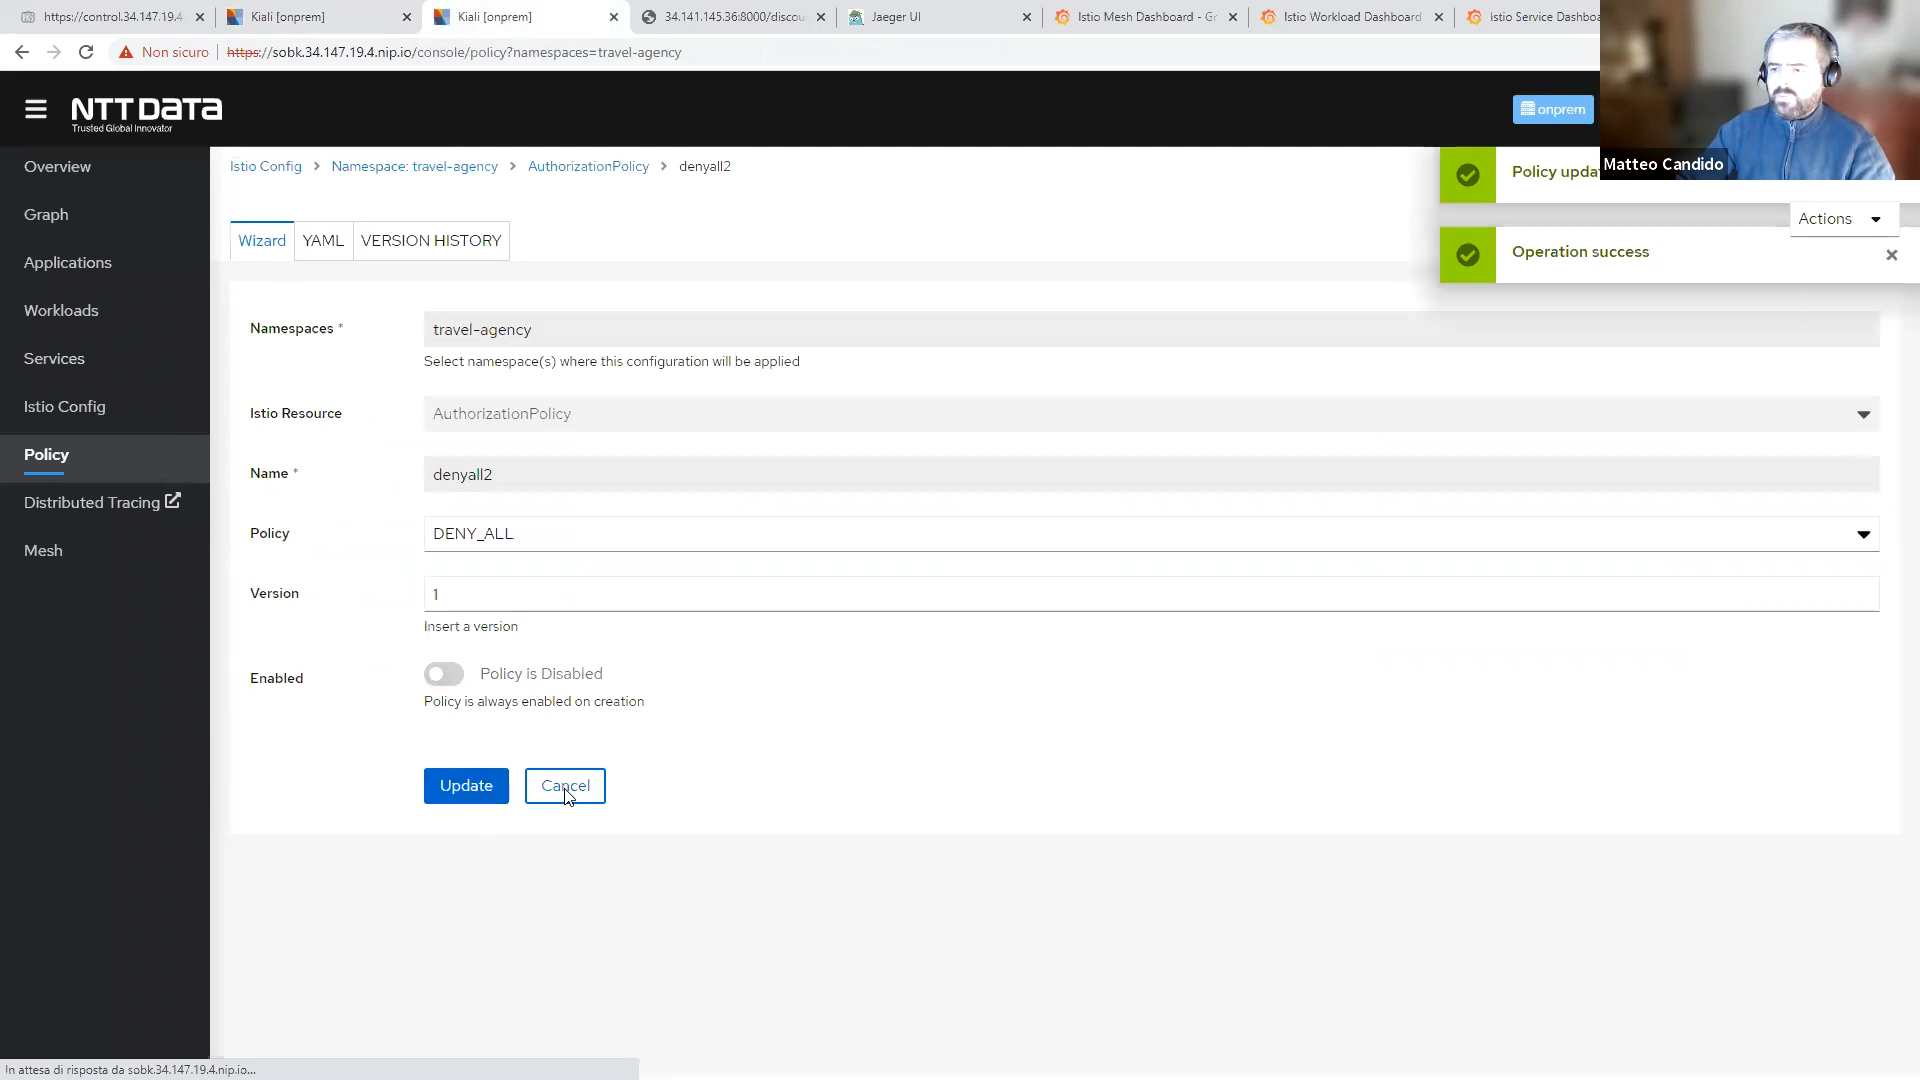 https://control.34.147.19.4
Kiali [onprem]
Kiali [onprem]
34.141.145.36:8000/discou
Jaeger UI
Istio Mesh Dashboard - Gr
Istio Workload Dashboard
Istio Service Dashboa
Non sicuro
https://sobk.34.147.19.4.nip.io/console/policy?namespaces=travel-agency
NTT DATA
Trusted Global Innovator
onprem
Matteo Candido
Overview
Graph
Applications
Workloads
Services
Istio Config
Policy
Distributed Tracing
Mesh
Istio Config > Namespace: travel-agency > AuthorizationPolicy > denyall2
Policy upda
Actions
Operation success
Wizard
YAML
VERSION HISTORY
Namespaces *
travel-agency
Select namespace(s) where this configuration will be applied
Istio Resource
AuthorizationPolicy
Name *
denyall2
Policy
DENY_ALL
Version
1
Insert a version
Enabled
Policy is Disabled
Policy is always enabled on creation
Update
Cancel
In attesa di risposta da sobk.34.147.19.4.nip.io...